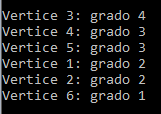 Vertice 3: grado 4
Vertice 4: grado 3
Vertice 5: grado 3
Vertice 1: grado 2
Vertice 2: grado 2
Vertice 6: grado 1